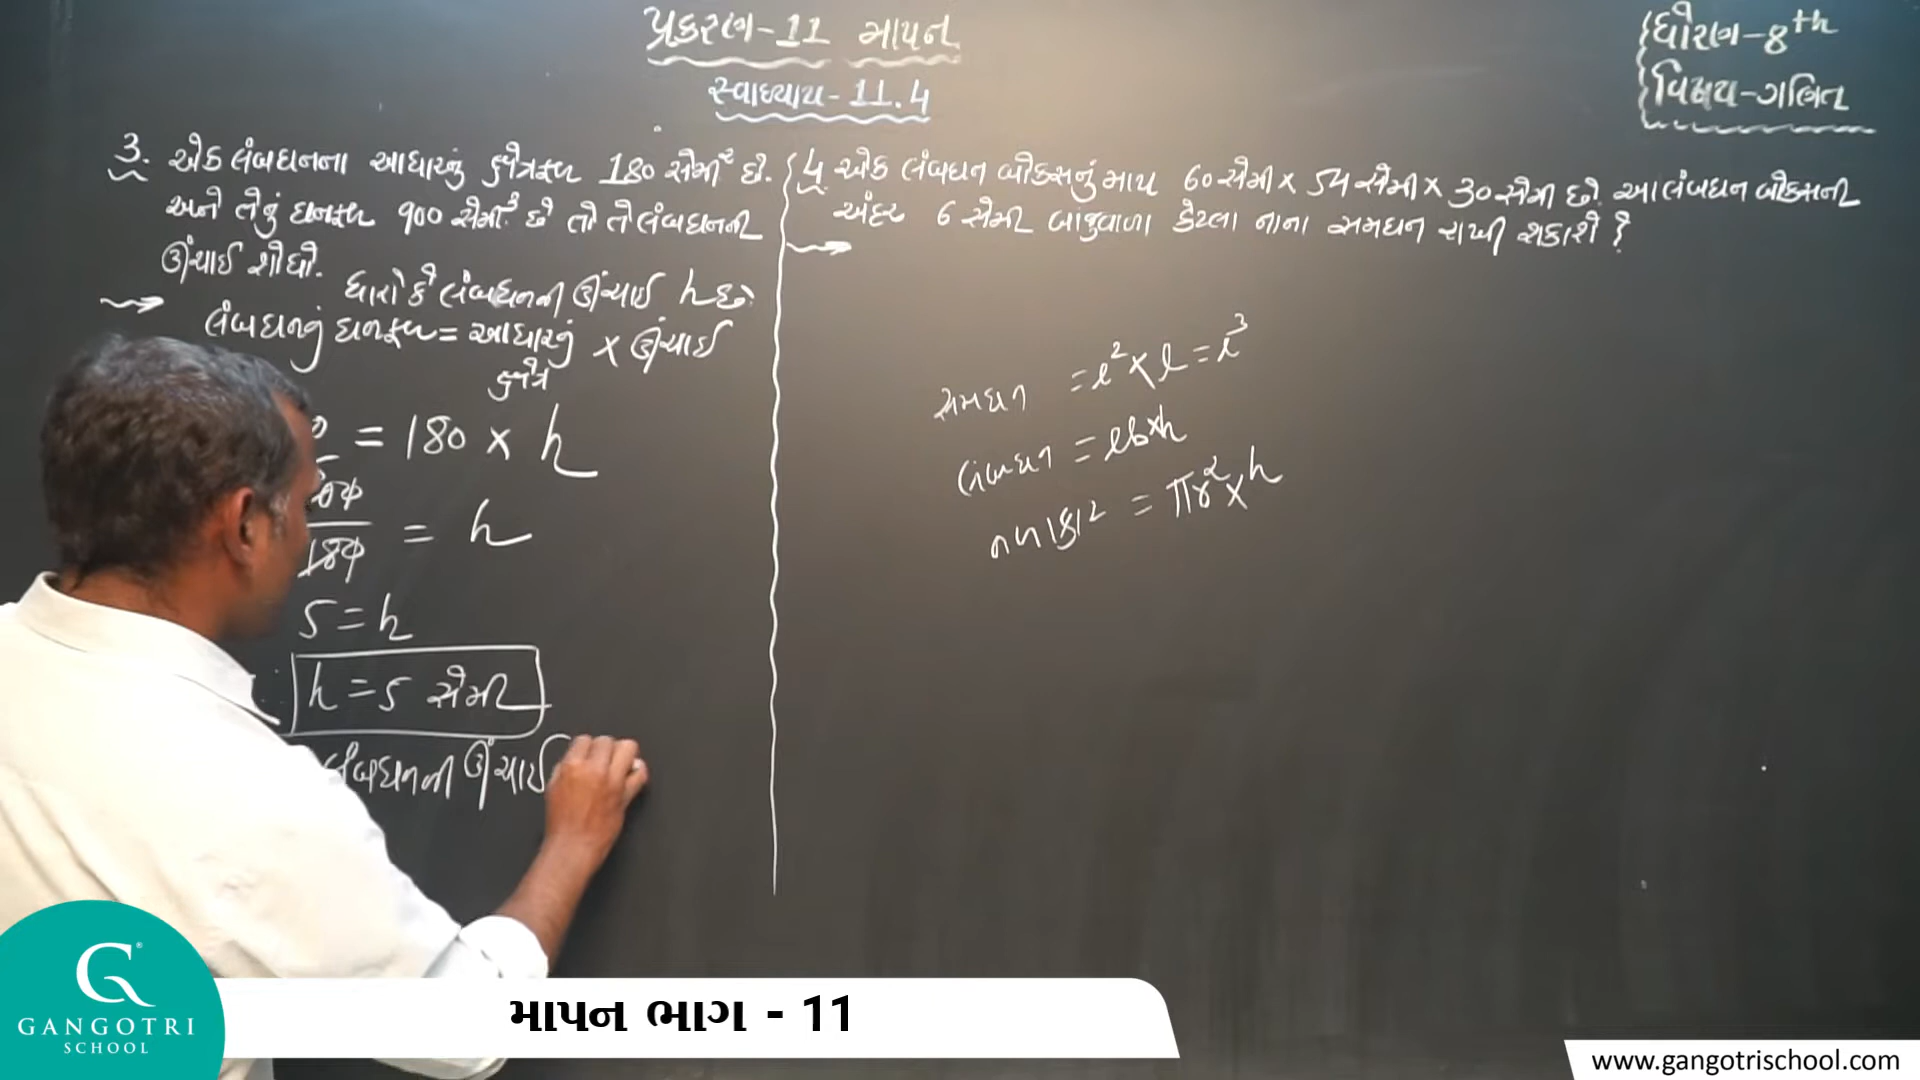 પ્રકરણ-11 માપન
સ્વાધ્યાય-11.4
ધોરણ-8th
વિષય-ગણિત
3. એક લંબઘનના આધારનું ક્ષેત્રફળ 180 સેમી² છે.
અને તેનું ઘનફળ 900 સેમી³ છે તો તે લંબઘનની
ઊંચાઈ શોધો.
ધારો કે લંબઘનની ઊંચાઈ h છે.
લંબઘનનું ઘનફળ = આધારનું × ઊંચાઈ
ક્ષેત્ર
= 180 × h
180 = h
5 = h
h = 5 સેમી
લંબઘનની ઊંચાઈ
4 એક લંબઘન બોક્સનું માપ 60 સેમી × 54 સેમી × 30 સેમી છે. આ લંબઘન બોક્સની
અંદર 6 સેમી બાજુવાળા કેટલા નાના સમઘન રાખી શકાશે ?
સમઘન = l² × l = l³
લંબઘન = lb×h
નળાકાર = πr² × h
G®
GANGOTRI
SCHOOL
માપન ભાગ - 11
www.gangotrischool.com